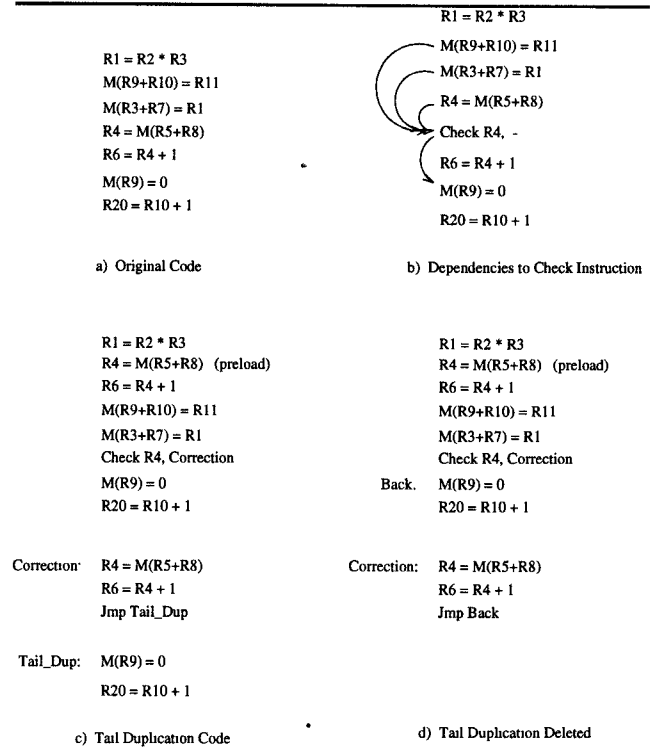 R1 = R2 * R3
M(R9+R10) = R11
M(R3+R7) = R1
R4 = M(R5+R8)
R6 = R4 + 1
M(R9) = 0
R20 = R10 + 1
a) Original Code
R1 = R2 * R3
M(R9+R10) = R11
M(R3+R7) = R1
R4 = M(R5+R8)
Check R4, -
R6 = R4 + 1
M(R9) = 0
R20 = R10 + 1
b) Dependencies to Check Instruction
R1 = R2 * R3
R4 = M(R5+R8) (preload)
R6 = R4 + 1
M(R9+R10) = R11
M(R3+R7) = R1
Check R4, Correction
M(R9) = 0
R20 = R10 + 1
Correction: R4 = M(R5+R8)
R6 = R4 + 1
Jmp Tail_Dup
Tail_Dup: M(R9) = 0
R20 = R10 + 1
c) Tail Duplication Code
R1 = R2 * R3
R4 = M(R5+R8) (preload)
R6 = R4 + 1
M(R9+R10) = R11
M(R3+R7) = R1
Check R4, Correction
Back. M(R9) = 0
R20 = R10 + 1
Correction: R4 = M(R5+R8)
R6 = R4 + 1
Jmp Back
d) Tail Duplication Deleted